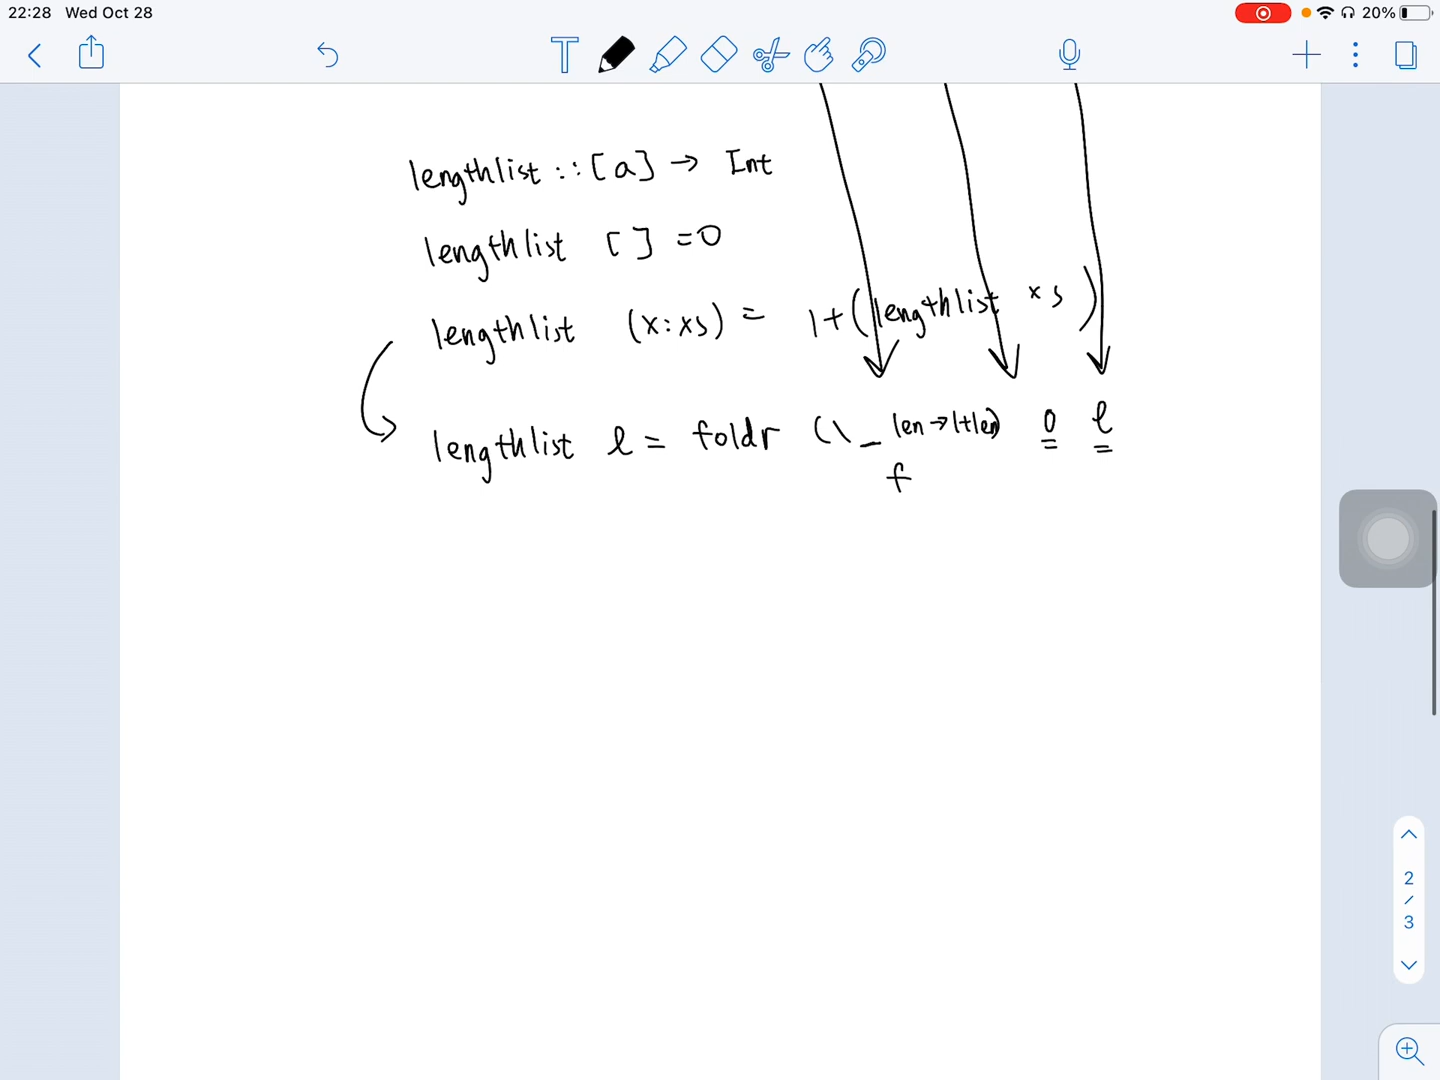 22:28 Wed Oct 28 20%
T
lengthlist :: [a] → Int
lengthlist [] = 0
lengthlist (x:xs) = 1+(lengthlist xs)
lengthlist l = foldr (\_ len→1+len) 0 l
f
2
/
3